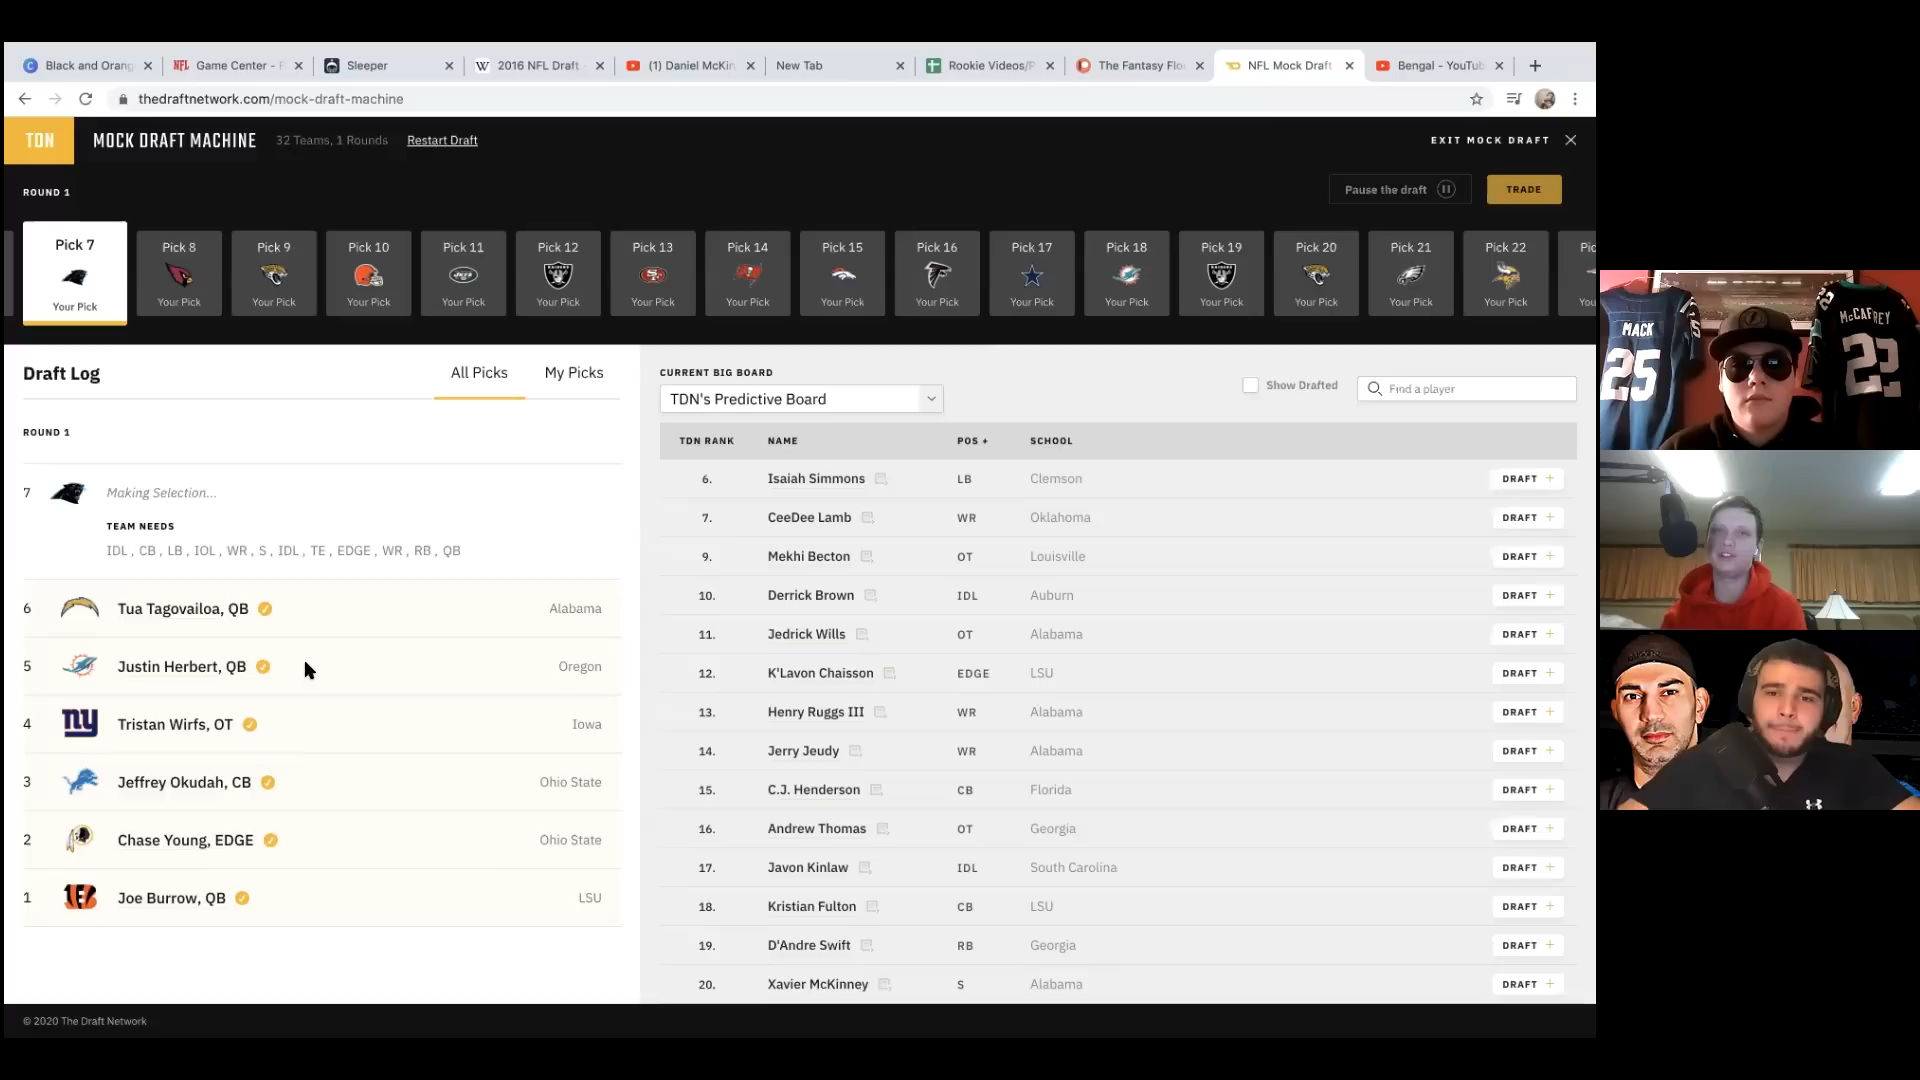 Black and Orang
Game Center - F
Sleeper
2016 NFL Draft
(1) Daniel McKin
New Tab
Rookie Videos/P
The Fantasy Flo
NFL Mock Draft
Bengal - YouTub
thedraftnetwork.com/mock-draft-machine
TDN
MOCK DRAFT MACHINE
32 Teams, 1 Rounds
Restart Draft
EXIT MOCK DRAFT
ROUND 1
Pause the draft
TRADE
Pick 7
Your Pick
Pick 8
Your Pick
Pick 9
Your Pick
Pick 10
Your Pick
Pick 11
Your Pick
Pick 12
Your Pick
Pick 13
Your Pick
Pick 14
Your Pick
Pick 15
Your Pick
Pick 16
Your Pick
Pick 17
Your Pick
Pick 18
Your Pick
Pick 19
Your Pick
Pick 20
Your Pick
Pick 21
Your Pick
Pick 22
Your Pick
Pic
You
Draft Log
All Picks
My Picks
ROUND 1
7 Making Selection...
TEAM NEEDS
IDL , CB , LB , IOL , WR , S , IDL , TE , EDGE , WR , RB , QB
6 Tua Tagovailoa, QB Alabama
5 Justin Herbert, QB Oregon
4 ny Tristan Wirfs, OT Iowa
3 Jeffrey Okudah, CB Ohio State
2 Chase Young, EDGE Ohio State
1 Joe Burrow, QB LSU
CURRENT BIG BOARD
TDN's Predictive Board
Show Drafted
Find a player
TDN RANK NAME POS SCHOOL
6. Isaiah Simmons LB Clemson DRAFT +
7. CeeDee Lamb WR Oklahoma DRAFT +
9. Mekhi Becton OT Louisville DRAFT +
10. Derrick Brown IDL Auburn DRAFT +
11. Jedrick Wills OT Alabama DRAFT +
12. K'Lavon Chaisson EDGE LSU DRAFT +
13. Henry Ruggs III WR Alabama DRAFT +
14. Jerry Jeudy WR Alabama DRAFT +
15. C.J. Henderson CB Florida DRAFT +
16. Andrew Thomas OT Georgia DRAFT +
17. Javon Kinlaw IDL South Carolina DRAFT +
18. Kristian Fulton CB LSU DRAFT +
19. D'Andre Swift RB Georgia DRAFT +
20. Xavier McKinney S Alabama DRAFT +
© 2020 The Draft Network
MACK
25
McCAFFREY
22